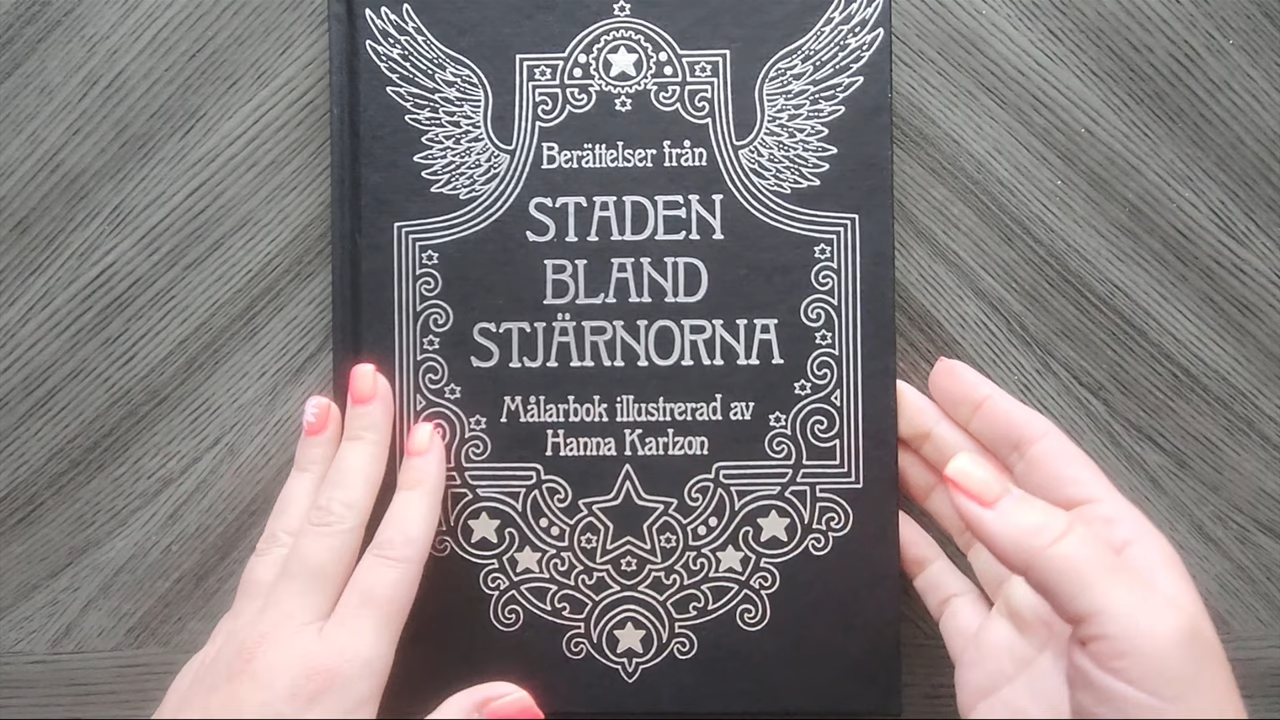 Berättelser från
STADEN
BLAND
STJÄRNORNA
Målarbok illustrerad av
Hanna Karlzon